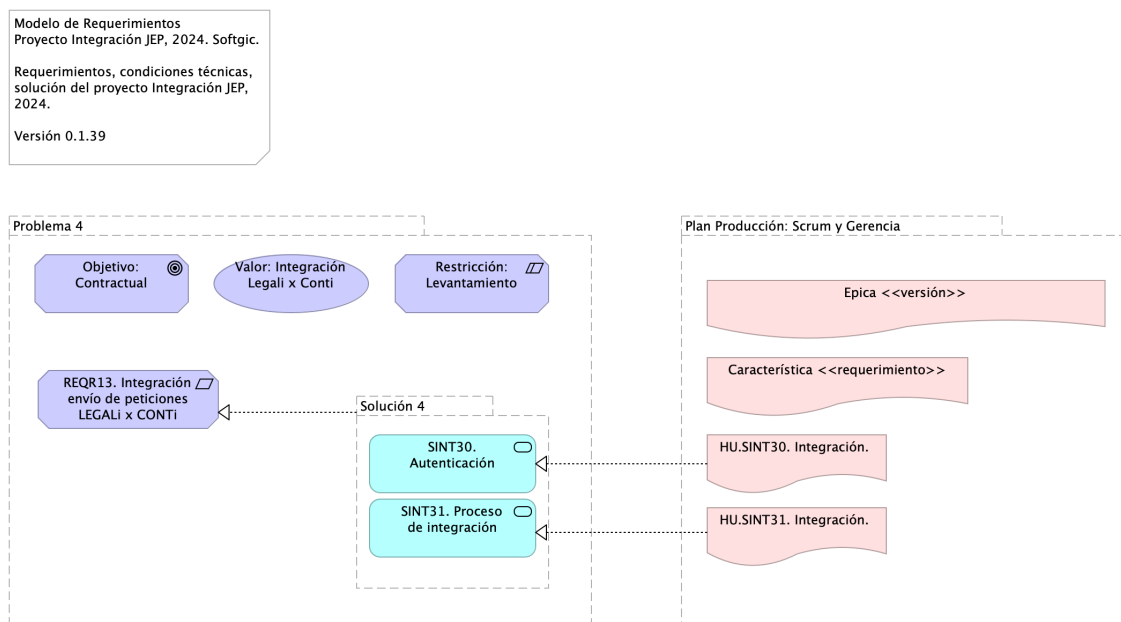 Modelo de Requerimientos
Proyecto Integración JEP, 2024. Softgic.
Requerimientos, condiciones técnicas,
solución del proyecto Integración JEP,
2024.
Versión 0.1.39
Problema 4
Objetivo:
Contractual
Valor: Integración
Legali x Conti
Restricción:
Levantamiento
REQR13. Integración
envío de peticiones
LEGALi x CONTi
Solución 4
SINT30.
Autenticación
SINT31. Proceso
de integración
Plan Producción: Scrum y Gerencia
Epica <<versión>>
Característica <<requerimiento>>
HU.SINT30. Integración.
HU.SINT31. Integración.